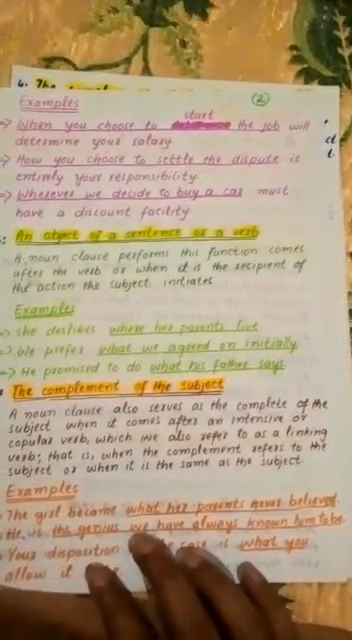 4. The
Examples
②
start
=> When you choose to the job will
determine your salary
=> How you choose to settle the dispute is
entirely your responsibility
=> Wherever we decide to buy a car must
have a discount facility
An object of a sentence or a verb
A noun clause performs this function comes
after the verb or when it is the recipient of
the action the subject initiates
Examples
She deslikes where her parents live
We prefer what we agreed on initially
=> He promised to do what his father says
The complement of the subject
A noun clause also serves as the complete of the
subject when it comes after an intensive or
copular verb, which we also refer to as a linking
verb; that is, when the complement refers to the
subject or when it is the same as the subject
Examples
The girl became what her parents never believed
He is the genius we have always known him to be
Your disposition case is what you
allow it